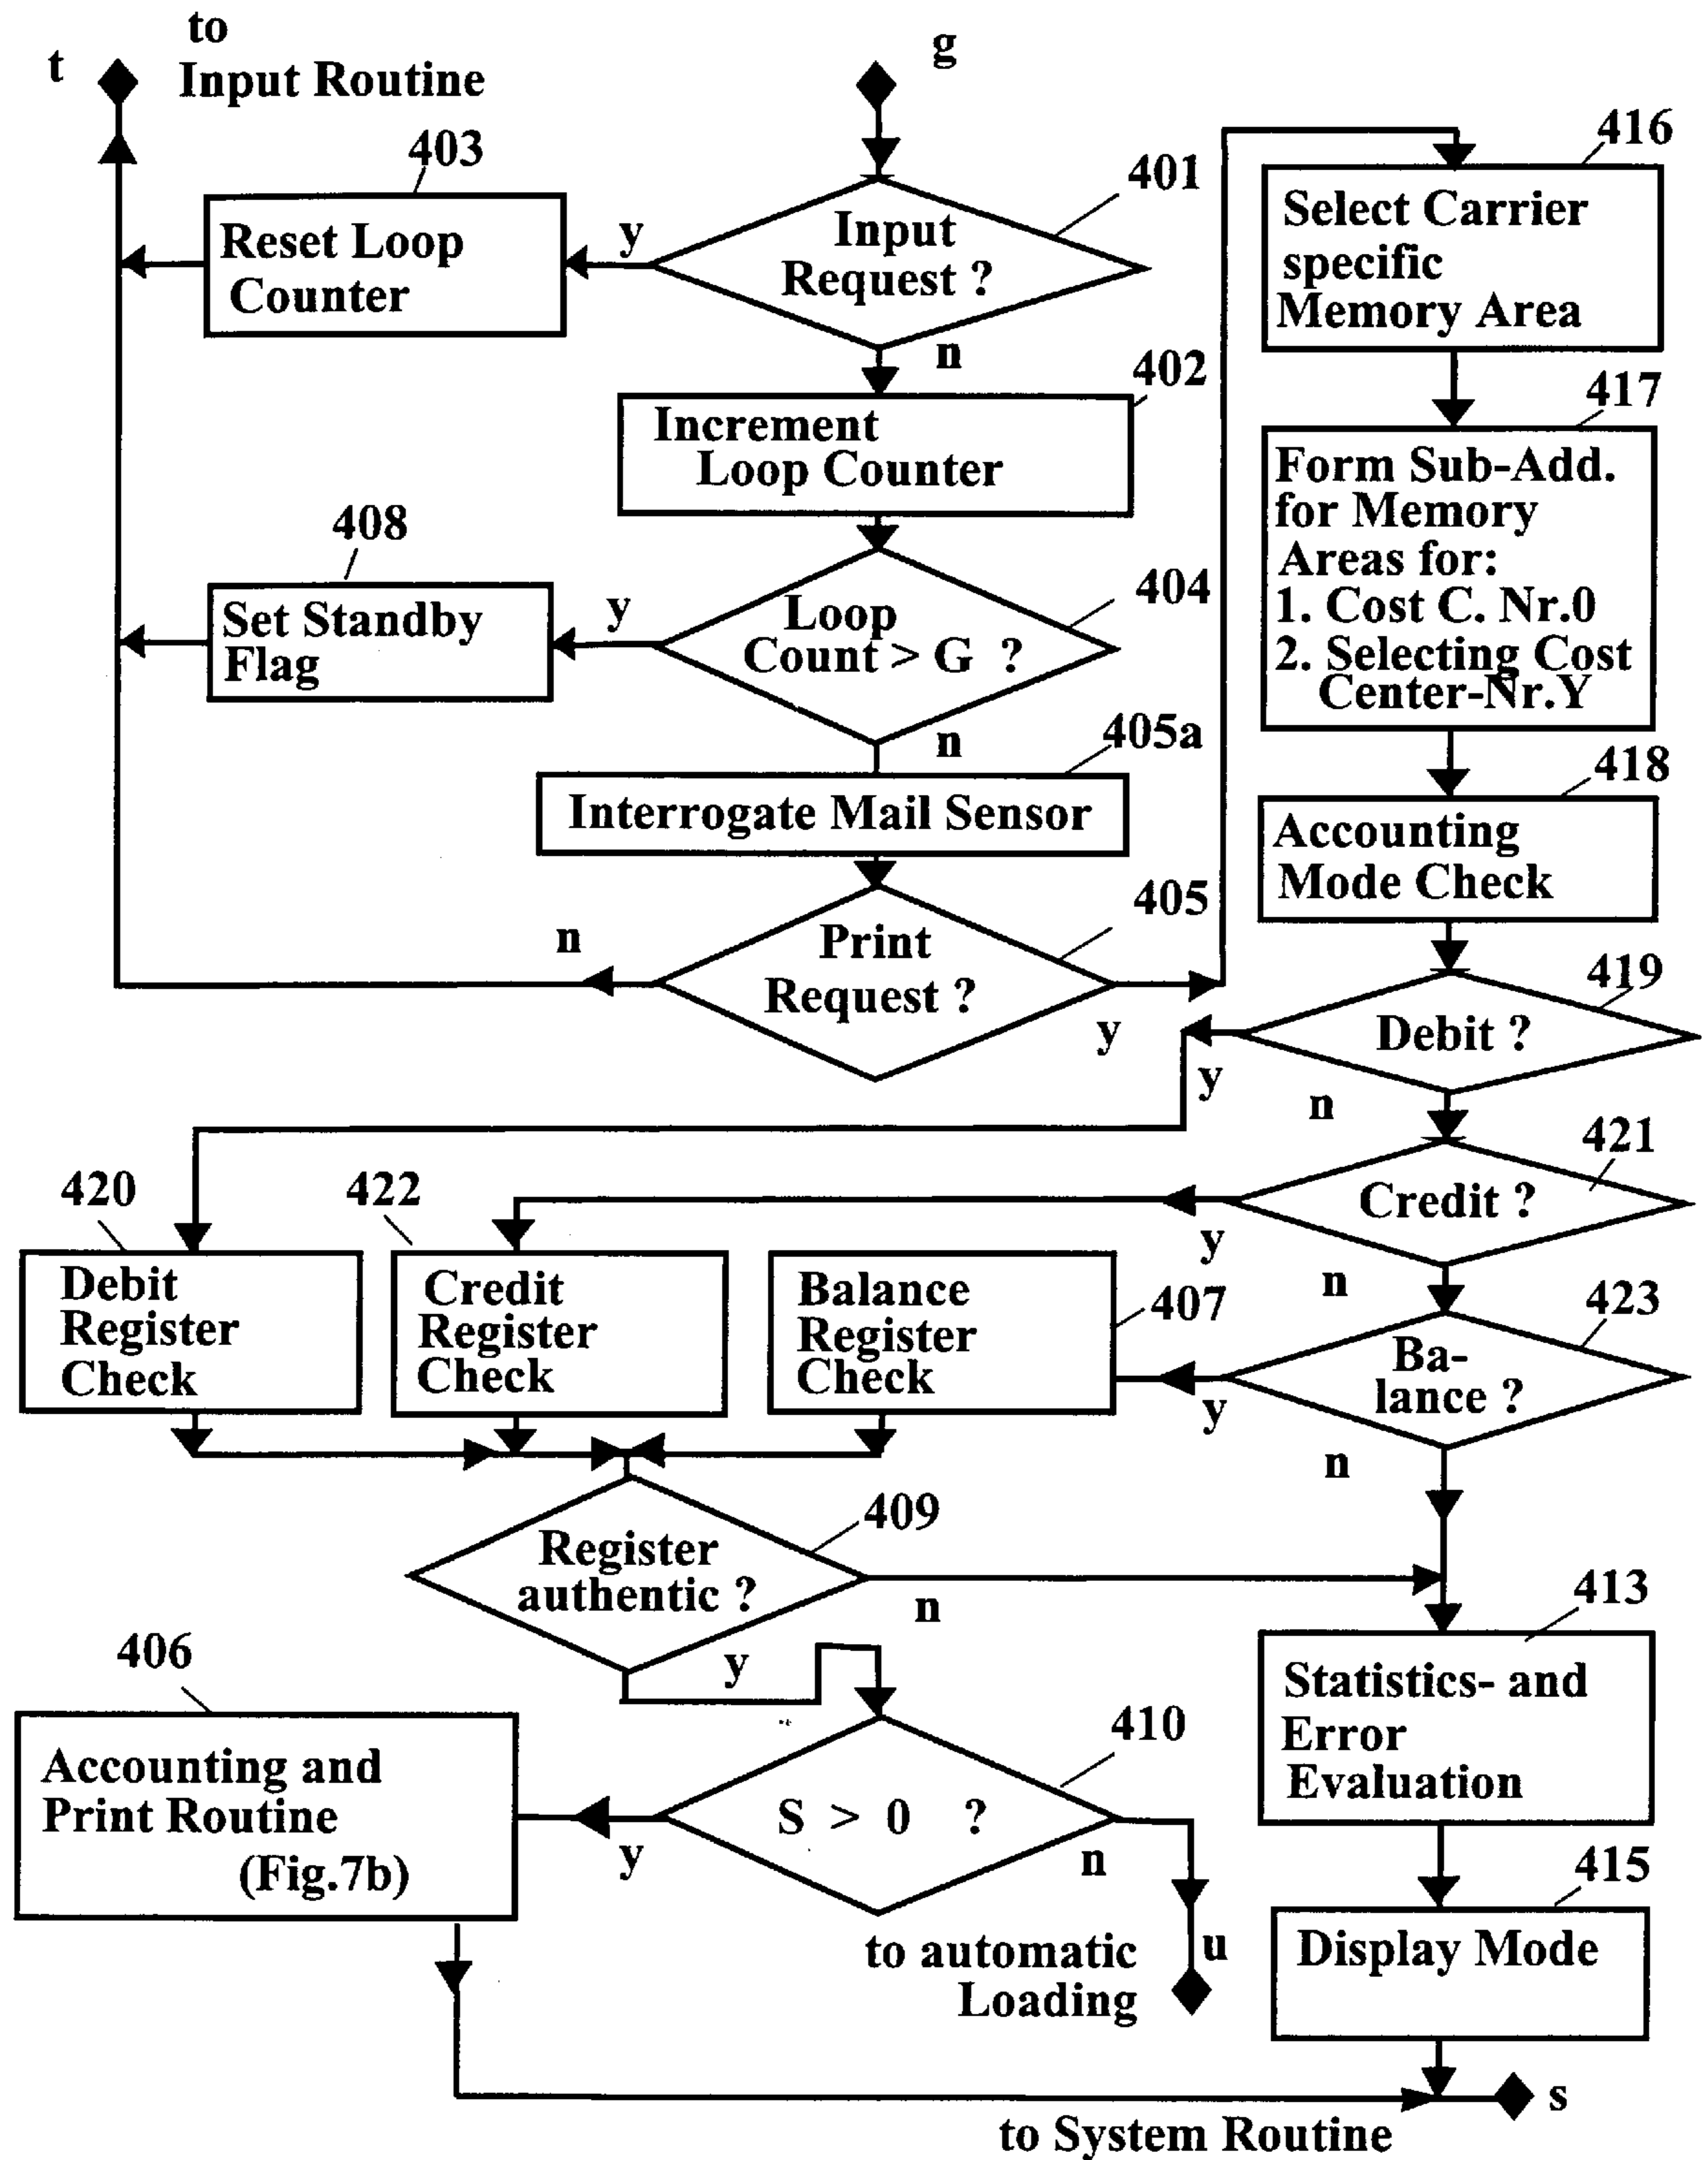 to
t
Input Routine
g
403
Reset Loop
Counter
y
401
Input
Request ?
n
402
Increment
Loop Counter
408
Set Standby
Flag
y
404
Loop
Count > G ?
n
405a
Interrogate Mail Sensor
405
n
Print
Request ?
y
416
Select Carrier
specific
Memory Area
417
Form Sub-Add.
for Memory
Areas for:
1. Cost C. Nr.0
2. Selecting Cost
Center-Nr.Y
418
Accounting
Mode Check
419
Debit ?
y
n
421
Credit ?
y
n
423
Ba-
lance ?
y
n
420
Debit
Register
Check
422
Credit
Register
Check
407
Balance
Register
Check
409
Register
authentic ?
n
y
413
Statistics- and
Error
Evaluation
406
Accounting and
Print Routine
(Fig.7b)
410
S > 0 ?
y
n
to automatic
Loading
u
415
Display Mode
s
to System Routine